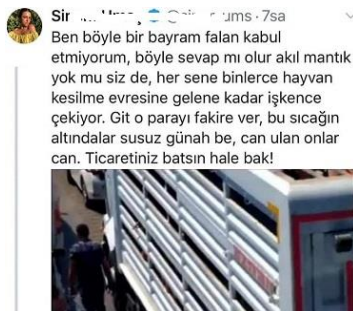 ums · 7sa
Ben böyle bir bayram falan kabul
etmiyorum, böyle sevap mı olur akıl mantık
yok mu siz de, her sene binlerce hayvan
kesilme evresine gelene kadar işkence
çekiyor. Git o parayı fakire ver, bu sıcağın
altındalar susuz günah be, can ulan onlar
can. Ticaretiniz batsın hale bak!